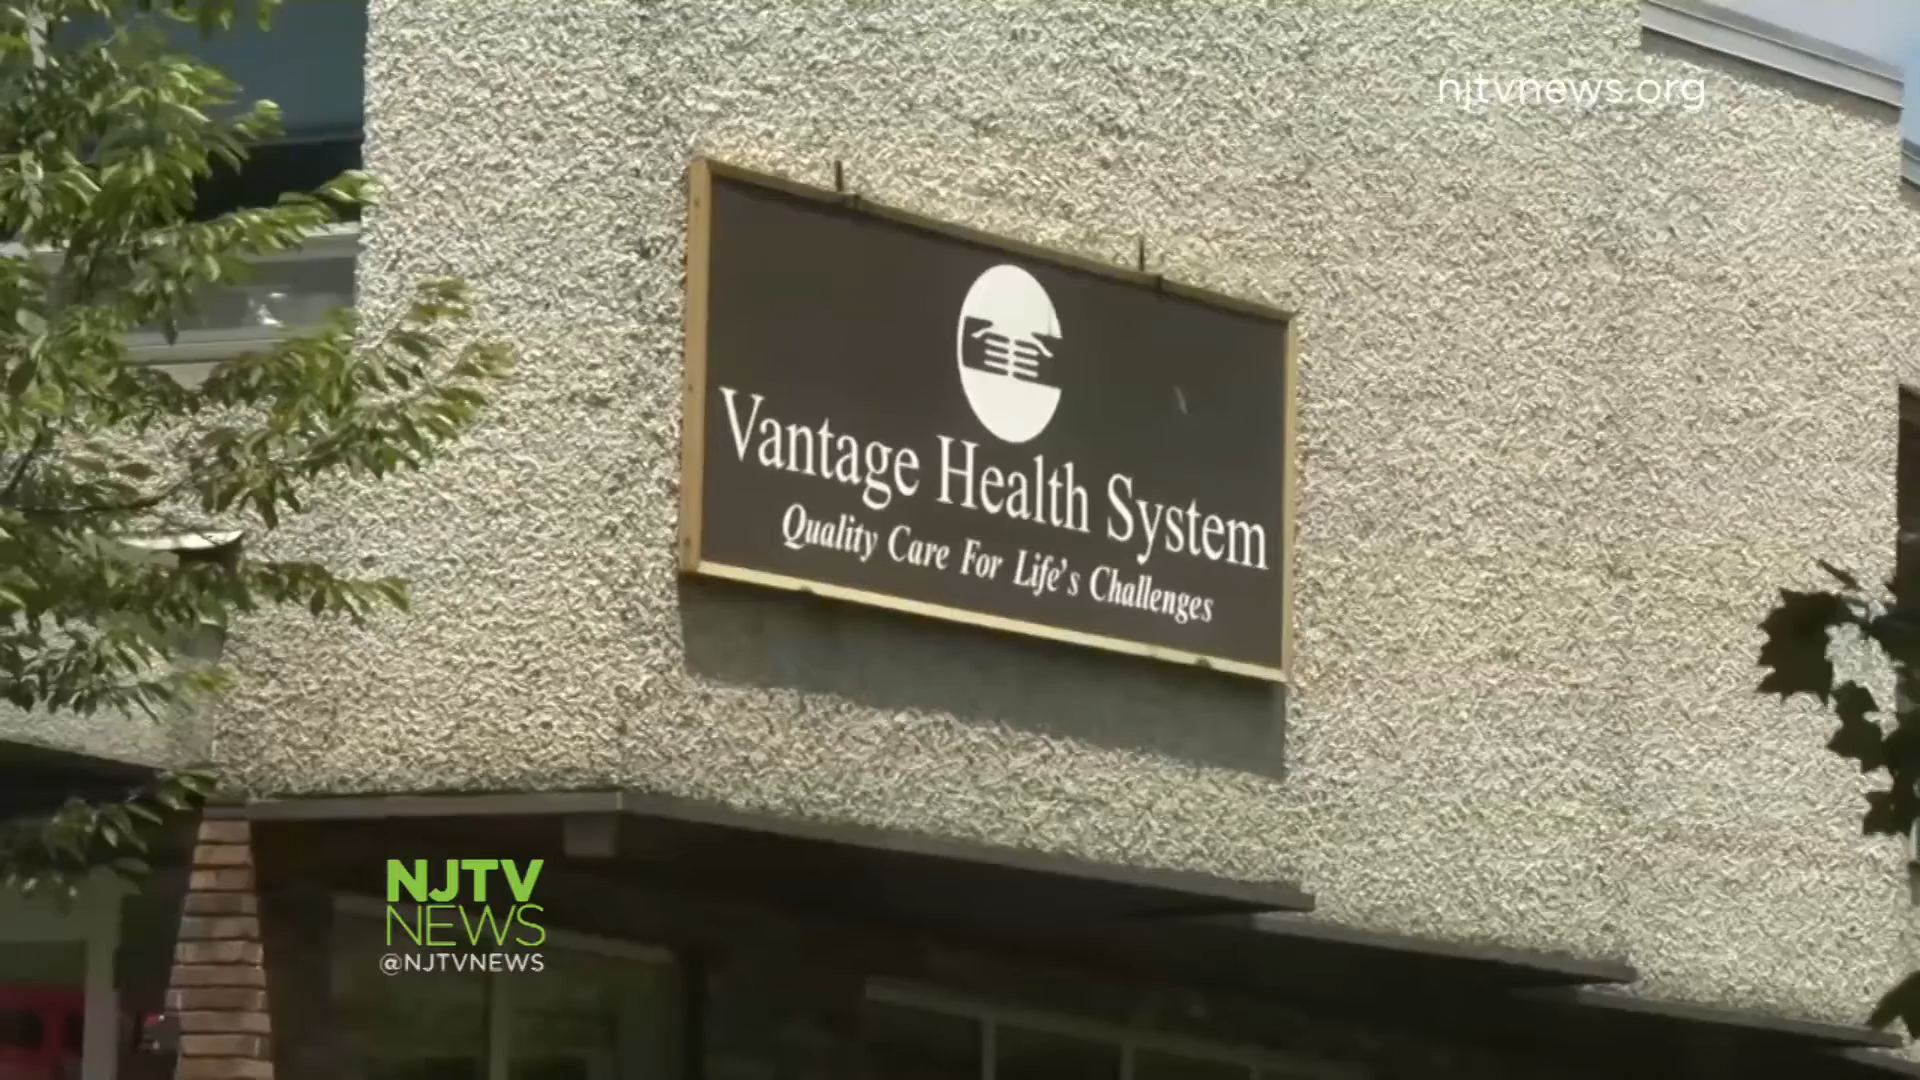 njtvnews.org
Vantage Health System
Quality Care For Life's Challenges
NJTV
NEWS
@NJTVNEWS